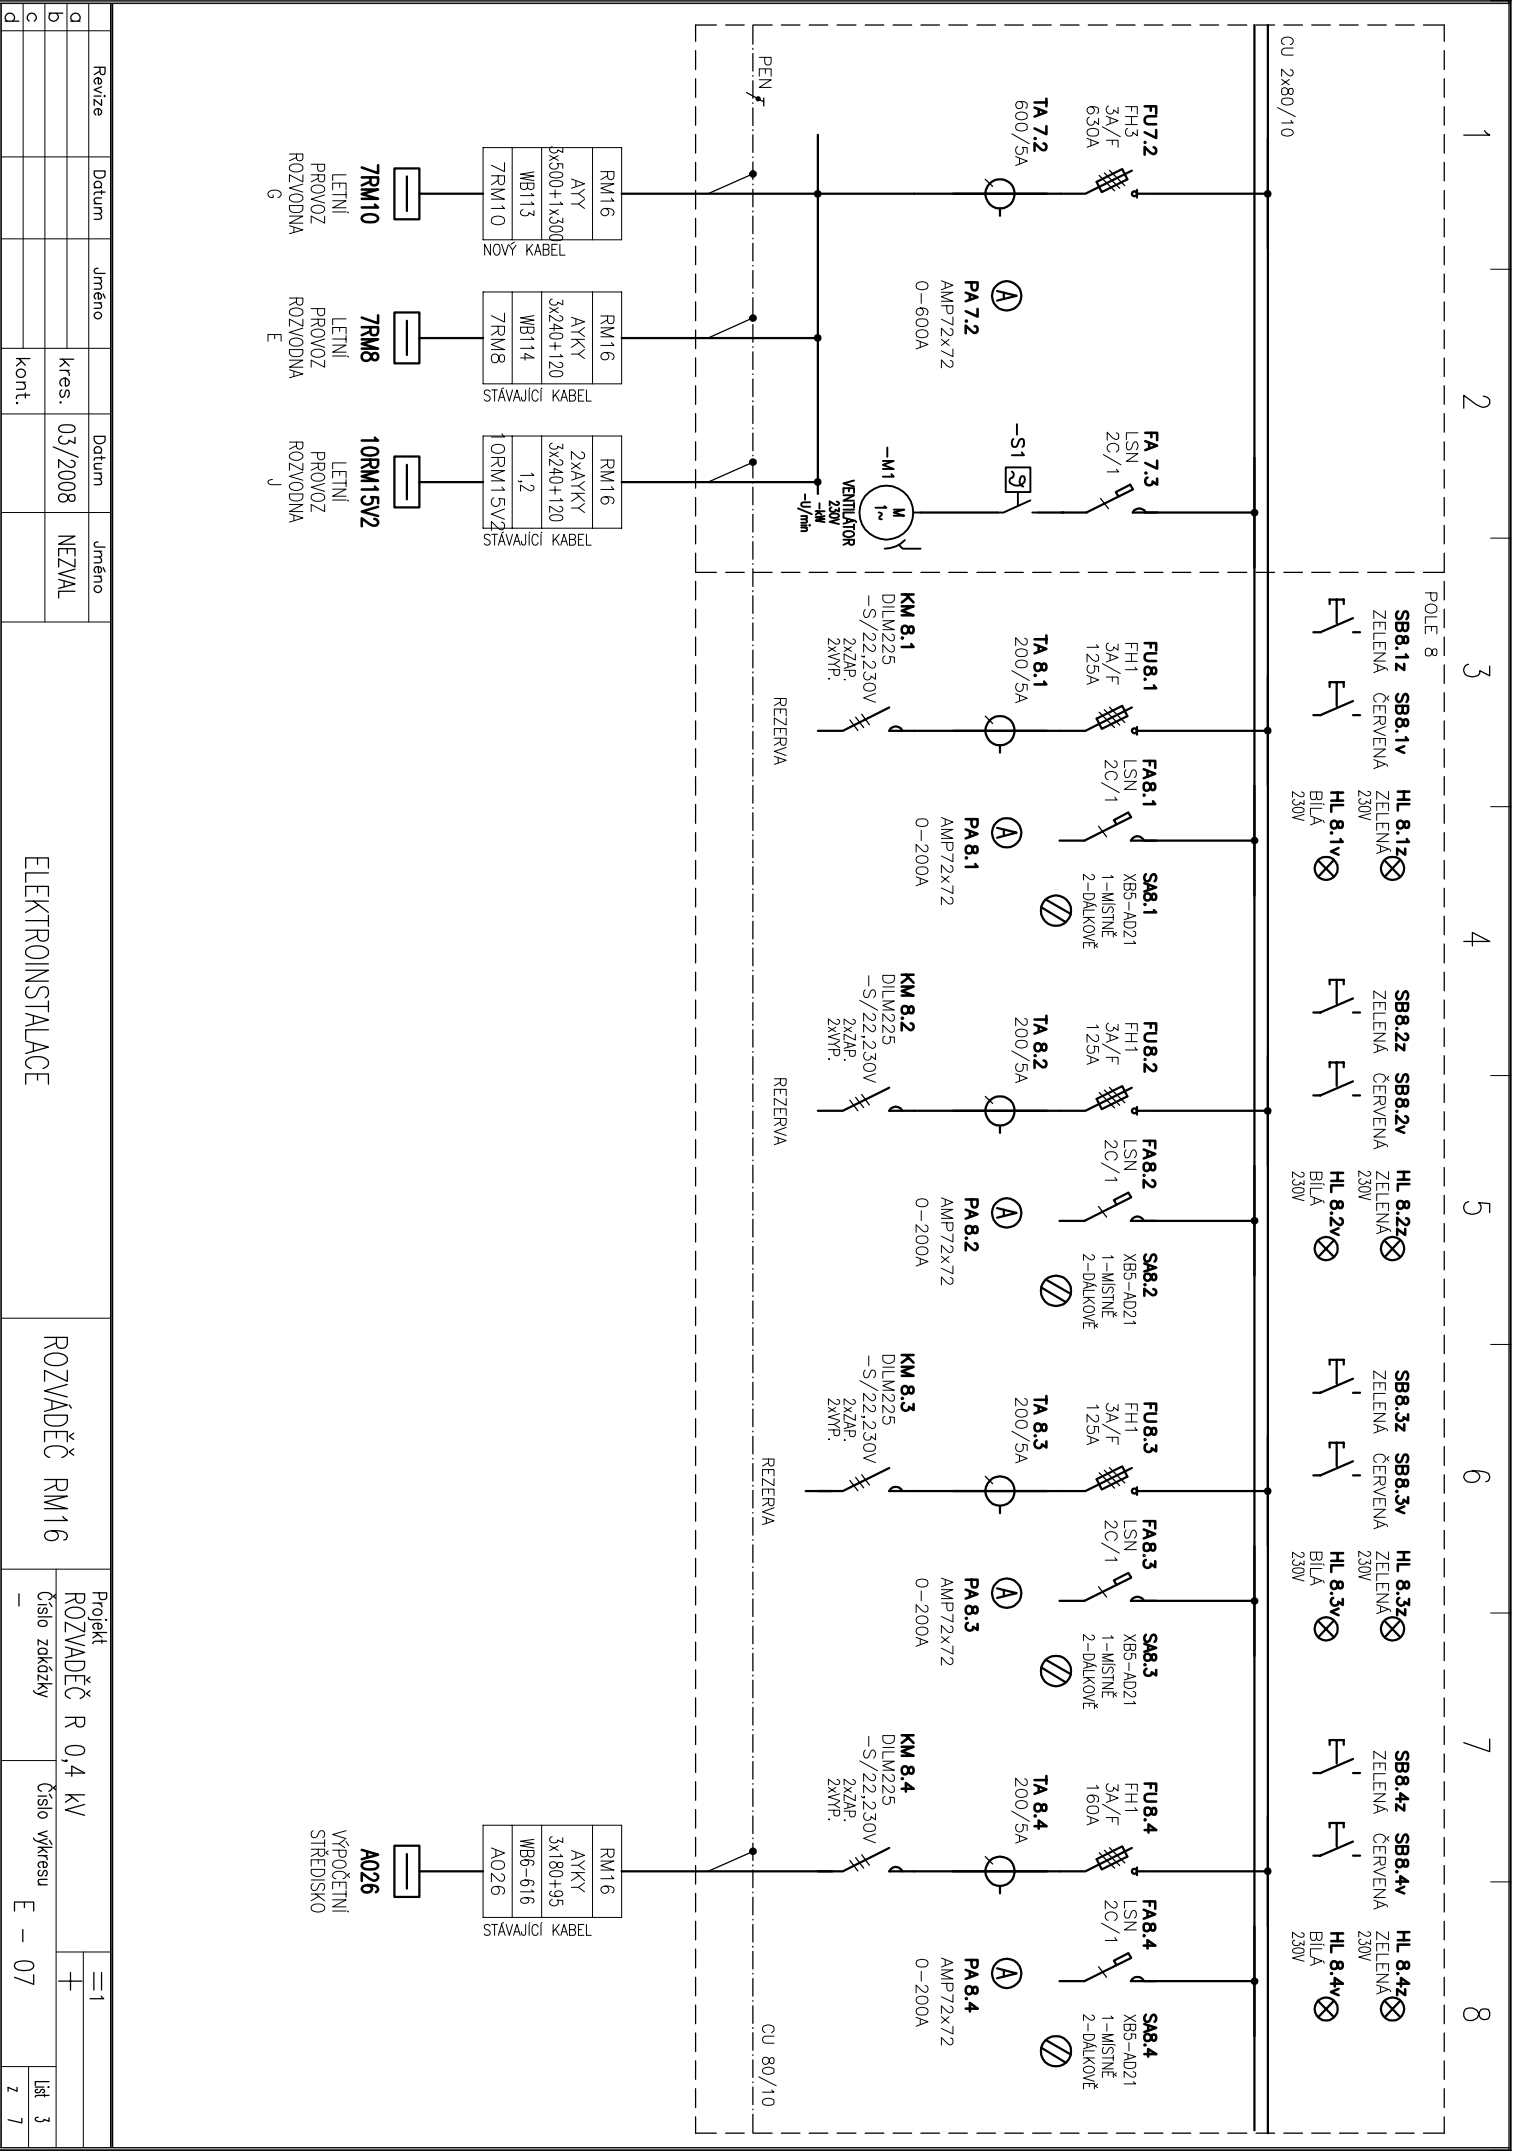 1
2
3
4
5
6
7
8
CU 2x80/10
POLE 8
SB8.1z
ZELENÁ
SB8.1v
ČERVENÁ
HL 8.1z
ZELENÁ
230V
HL 8.1v
BÍLÁ
230V
SB8.2z
ZELENÁ
SB8.2v
ČERVENÁ
HL 8.2z
ZELENÁ
230V
HL 8.2v
BÍLÁ
230V
SB8.3z
ZELENÁ
SB8.3v
ČERVENÁ
HL 8.3z
ZELENÁ
230V
HL 8.3v
BÍLÁ
230V
SB8.4z
ZELENÁ
SB8.4v
ČERVENÁ
HL 8.4z
ZELENÁ
230V
HL 8.4v
BÍLÁ
230V
FU7.2
FH3
3A/F
630A
TA 7.2
600/5A
A
PA 7.2
AMP72x72
0-600A
FA 7.3
LSN
2C/1
-S1
-M1
M
1~
VENTILÁTOR
230V
-kW
-U/min
FU8.1
FH1
3A/F
125A
TA 8.1
200/5A
KM 8.1
DILM225
-S/22,230V
2xZAP.
2xVYP.
REZERVA
FA8.1
LSN
2C/1
A
PA 8.1
AMP72x72
0-200A
SA8.1
XB5-AD21
1-MÍSTNĚ
2-DÁLKOVĚ
FU8.2
FH1
3A/F
125A
TA 8.2
200/5A
KM 8.2
DILM225
-S/22,230V
2xZAP.
2xVYP.
REZERVA
FA8.2
LSN
2C/1
A
PA 8.2
AMP72x72
0-200A
SA8.2
XB5-AD21
1-MÍSTNĚ
2-DÁLKOVĚ
FU8.3
FH1
3A/F
125A
TA 8.3
200/5A
KM 8.3
DILM225
-S/22,230V
2xZAP.
2xVYP.
REZERVA
FA8.3
LSN
2C/1
A
PA 8.3
AMP72x72
0-200A
SA8.3
XB5-AD21
1-MÍSTNĚ
2-DÁLKOVĚ
FU8.4
FH1
3A/F
160A
TA 8.4
200/5A
KM 8.4
DILM225
-S/22,230V
2xZAP.
2xVYP.
FA8.4
LSN
2C/1
A
PA 8.4
AMP72x72
0-200A
SA8.4
XB5-AD21
1-MÍSTNĚ
2-DÁLKOVĚ
PEN
CU 80/10
RM16
AYY
3x500+1x300
WB113
7RM10
NOVÝ KABEL
7RM10
LETNÍ
PROVOZ
ROZVODNA
G
RM16
AYKY
3x240+120
WB114
7RM8
STÁVAJÍCÍ KABEL
7RM8
LETNÍ
PROVOZ
ROZVODNA
E
RM16
2xAYKY
3x240+120
1,2
10RM15V2
STÁVAJÍCÍ KABEL
10RM15V2
LETNÍ
PROVOZ
ROZVODNA
J
RM16
AYKY
3x180+95
WB6-616
A026
STÁVAJÍCÍ KABEL
A026
VÝPOČETNÍ
STŘEDISKO
Revize Datum Jméno Datum Jméno
a
b
c
d
kres. 03/2008 NEZVAL
kont.
ELEKTROINSTALACE
ROZVÁDĚČ RM16
Projekt
ROZVADĚČ R 0,4 kV
Číslo zakázky
-
Číslo výkresu
E - 07
=1
+
List 3
z 7